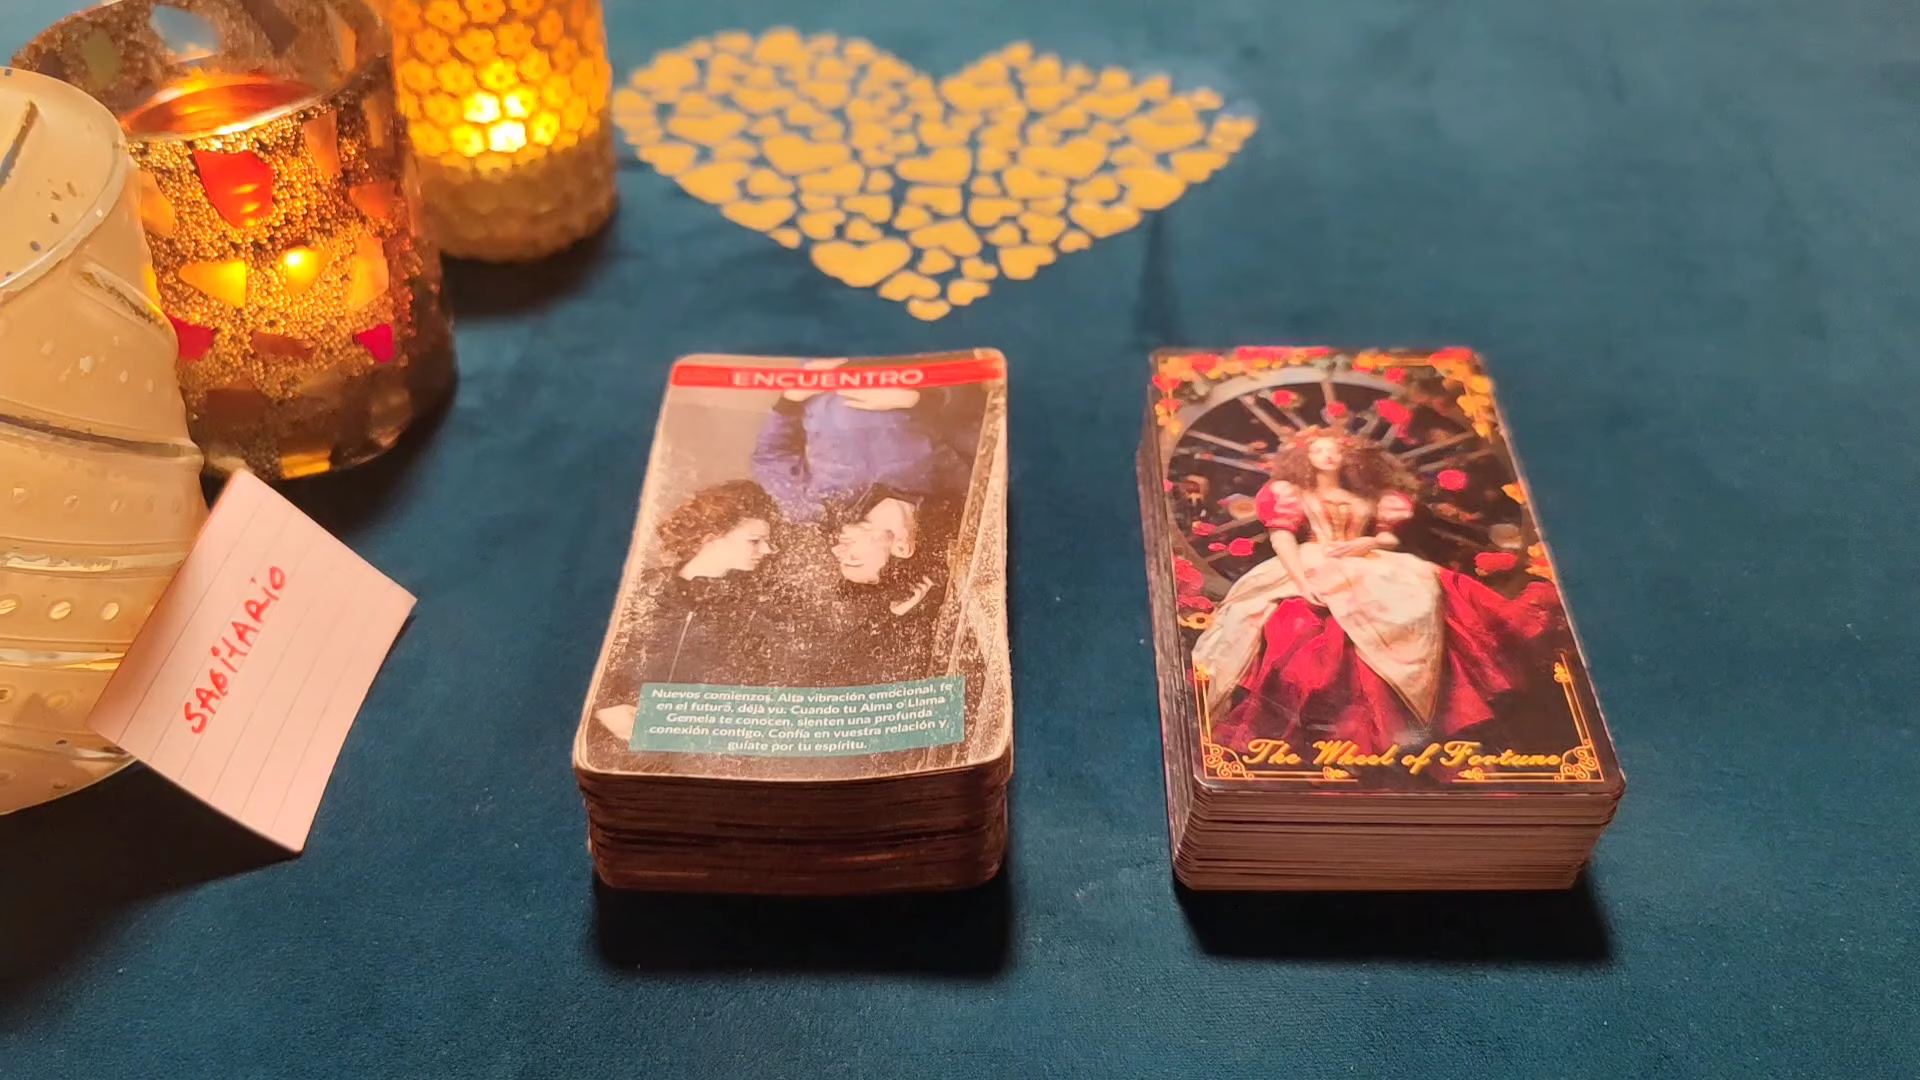 ENCUENTRO
Nuevos comienzos. Alta vibración emocional, fe
en el futuro, déjà vu. Cuando tu Alma o Llama
Gemela te conocen, sienten una profunda
conexión contigo. Confía en vuestra relación y
guíate por tu espíritu.
The Wheel of Fortune
SABIHARIO